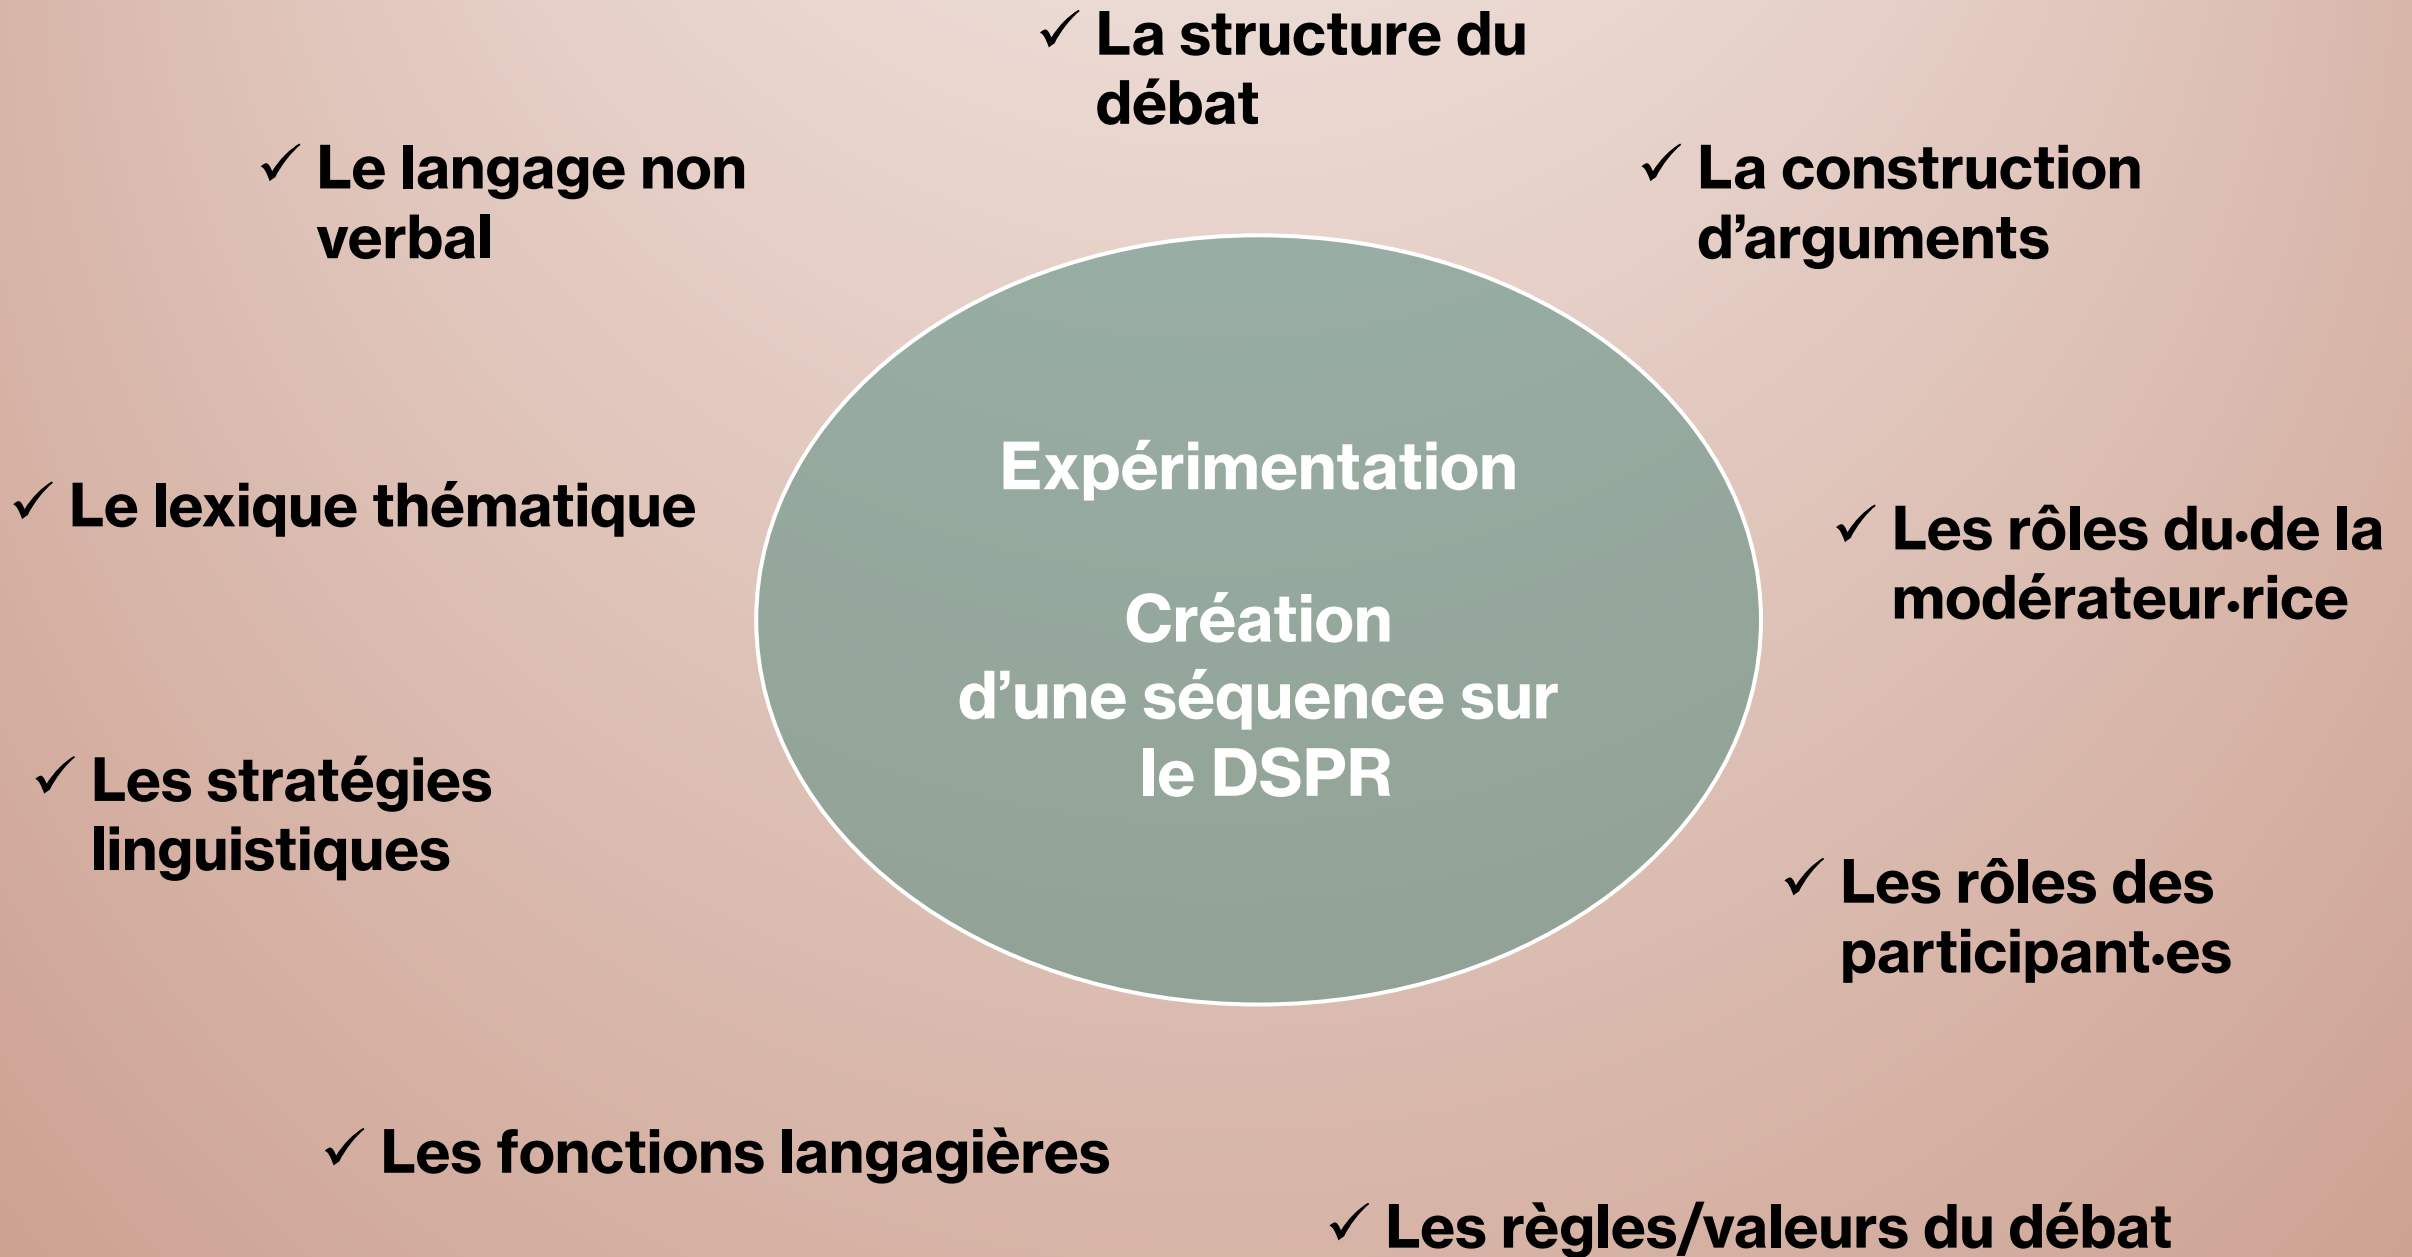 ✓ La structure du
débat
✓ Le langage non
verbal
✓ La construction
d’arguments
Expérimentation
Création
d’une séquence sur
le DSPR
✓ Le lexique thématique
✓ Les rôles du·de la
modérateur·rice
✓ Les stratégies
linguistiques
✓ Les rôles des
participant·es
✓ Les fonctions langagières
✓ Les règles/valeurs du débat